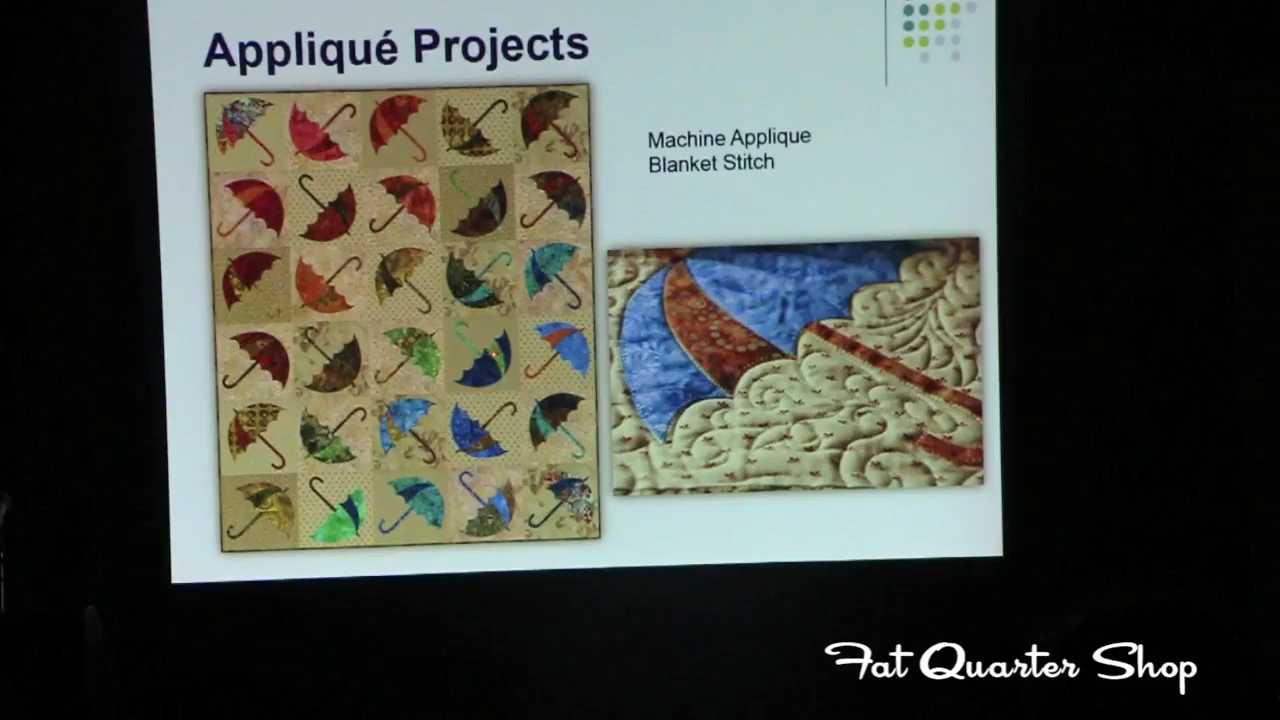 Appliqué Projects
Machine Applique
Blanket Stitch
Fat Quarter Shop